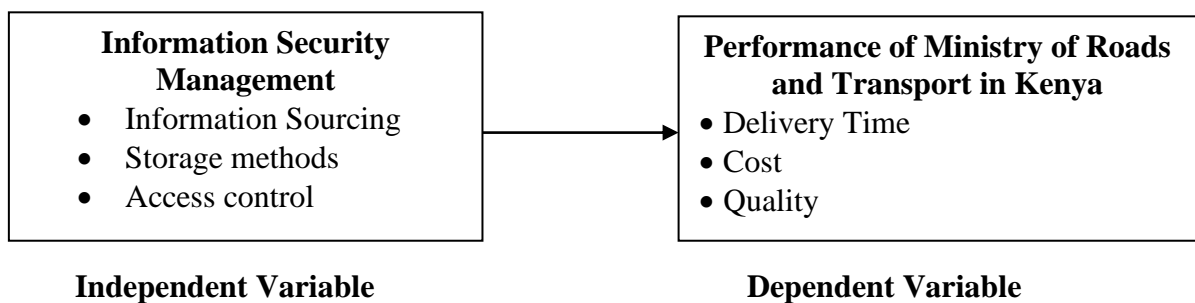 Information Security
Management
• Information Sourcing
• Storage methods
• Access control
Performance of Ministry of Roads
and Transport in Kenya
• Delivery Time
• Cost
• Quality
Independent Variable
Dependent Variable